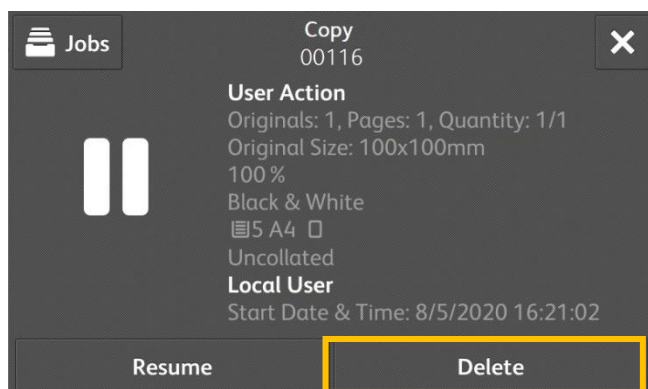 Jobs
Copy
00116
User Action
Originals: 1, Pages: 1, Quantity: 1/1
Original Size: 100x100mm
100 %
Black & White
5 A4
Uncollated
Local User
Start Date & Time: 8/5/2020 16:21:02
Resume
Delete